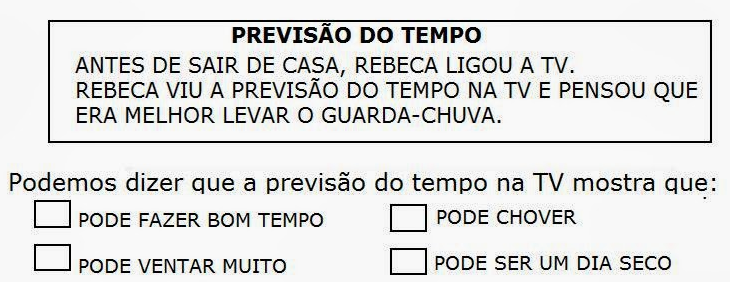 PREVISÃO DO TEMPO
ANTES DE SAIR DE CASA, REBECA LIGOU A TV.
REBECA VIU A PREVISÃO DO TEMPO NA TV E PENSOU QUE
ERA MELHOR LEVAR O GUARDA-CHUVA.
Podemos dizer que a previsão do tempo na TV mostra que:
PODE FAZER BOM TEMPO
PODE CHOVER
PODE VENTAR MUITO
PODE SER UM DIA SECO